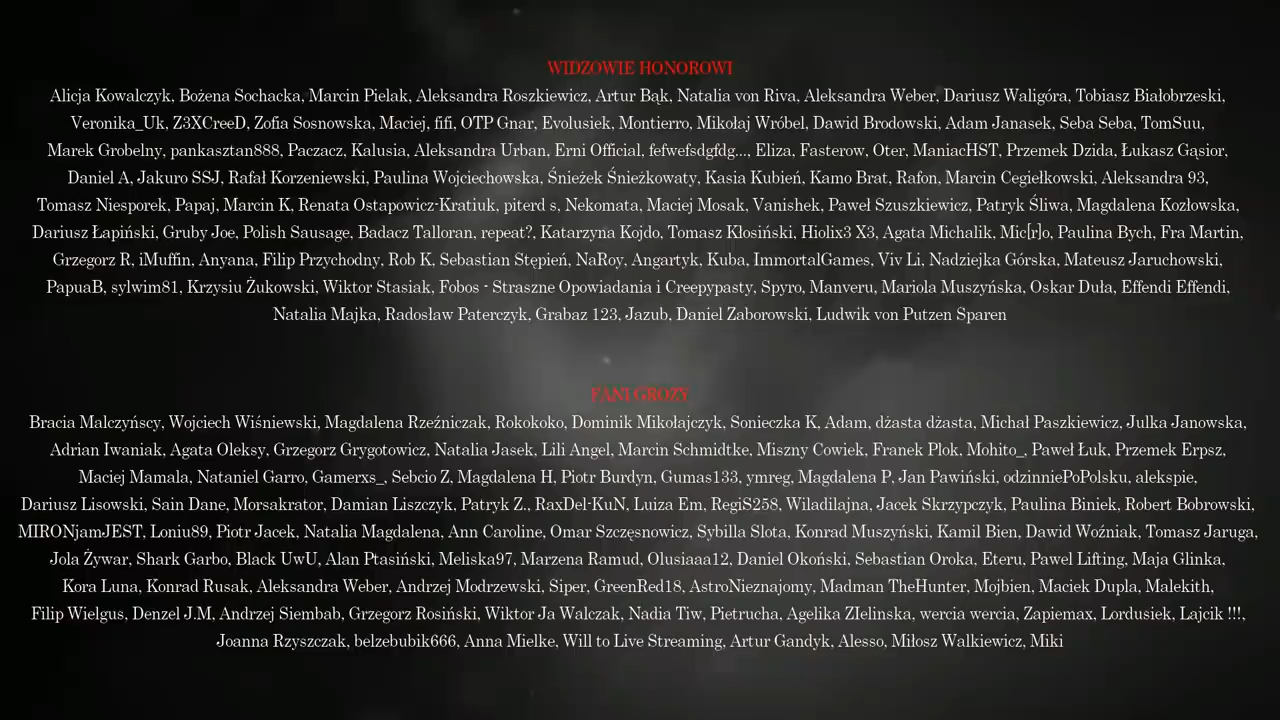 WIDZOWIE HONOROWI
Alicja Kowalczyk, Bożena Sochacka, Marcin Pielak, Aleksandra Roszkiewicz, Artur Bąk, Natalia von Riva, Aleksandra Weber, Dariusz Waligóra, Tobiasz Białobrzeski,
Veronika_Uk, Z3XCreeD, Zofia Sosnowska, Maciej, fifi, OTP Gnar, Evolusiek, Montierro, Mikołaj Wróbel, Dawid Brodowski, Adam Janasek, Seba Seba, TomSuu,
Marek Grobelny, pankasztan888, Paczacz, Kalusia, Aleksandra Urban, Erni Official, fefwefsdgfdg..., Eliza, Fasterow, Oter, ManiacHST, Przemek Dzida, Łukasz Gąsior,
Daniel A, Jakuro SSJ, Rafał Korzeniewski, Paulina Wojciechowska, Śnieżek Śnieżkowaty, Kasia Kubień, Kamo Brat, Rafon, Marcin Cegiełkowski, Aleksandra 93,
Tomasz Niesporek, Papaj, Marcin K, Renata Ostapowicz-Kratiuk, piterd s, Nekomata, Maciej Mosak, Vanishek, Paweł Szuszkiewicz, Patryk Śliwa, Magdalena Kozłowska,
Dariusz Łapiński, Gruby Joe, Polish Sausage, Badacz Talloran, repeat?, Katarzyna Kojdo, Tomasz Kłosiński, Hiolix3 X3, Agata Michalik, Mic[r]o, Paulina Bych, Fra Martin,
Grzegorz R, iMuffin, Anyana, Filip Przychodny, Rob K, Sebastian Stępień, NaRoy, Angartyk, Kuba, ImmortalGames, Viv Li, Nadziejka Górska, Mateusz Jaruchowski,
PapuaB, sylwim81, Krzysiu Żukowski, Wiktor Stasiak, Fobos - Straszne Opowiadania i Creepypasty, Spyro, Manveru, Mariola Muszyńska, Oskar Duła, Effendi Effendi,
Natalia Majka, Radosław Paterczyk, Grabaz 123, Jazub, Daniel Zaborowski, Ludwik von Putzen Sparen
FANI GROZY
Bracia Malczyńscy, Wojciech Wiśniewski, Magdalena Rzeźniczak, Rokokoko, Dominik Mikołajczyk, Sonieczka K, Adam, dżasta dżasta, Michał Paszkiewicz, Julka Janowska,
Adrian Iwaniak, Agata Oleksy, Grzegorz Grygotowicz, Natalia Jasek, Lili Angel, Marcin Schmidtke, Miszny Cowiek, Franek Plok, Mohito_, Paweł Łuk, Przemek Erpsz,
Maciej Mamala, Nataniel Garro, Gamerxs_, Sebcio Z, Magdalena H, Piotr Burdyn, Gumas133, ymreg, Magdalena P, Jan Pawiński, odzinniePoPolsku, alekspie,
Dariusz Lisowski, Sain Dane, Morsakrator, Damian Liszczyk, Patryk Z., RaxDel-KuN, Luiza Em, RegiS258, Wiladilajna, Jacek Skrzypczyk, Paulina Biniek, Robert Bobrowski,
MIRONjamJEST, Loniu89, Piotr Jacek, Natalia Magdalena, Ann Caroline, Omar Szczęsnowicz, Sybilla Slota, Konrad Muszyński, Kamil Bien, Dawid Woźniak, Tomasz Jaruga,
Jola Żywar, Shark Garbo, Black UwU, Alan Ptasiński, Meliska97, Marzena Ramud, Olusiaaa12, Daniel Okoński, Sebastian Oroka, Eteru, Pawel Lifting, Maja Glinka,
Kora Luna, Konrad Rusak, Aleksandra Weber, Andrzej Modrzewski, Siper, GreenRed18, AstroNieznajomy, Madman TheHunter, Mojbien, Maciek Dupla, Malekith,
Filip Wielgus, Denzel J.M, Andrzej Siembab, Grzegorz Rosiński, Wiktor Ja Walczak, Nadia Tiw, Pietrucha, Agelika ZIelinska, wercia wercia, Zapiemax, Lordusiek, Lajcik !!!,
Joanna Rzyszczak, belzebubik666, Anna Mielke, Will to Live Streaming, Artur Gandyk, Alesso, Miłosz Walkiewicz, Miki